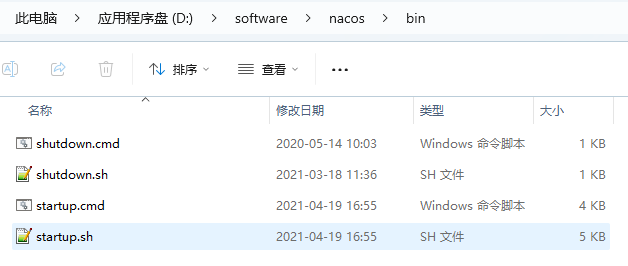 此电脑 > 应用程序盘 (D:) > software > nacos > bin
排序 查看 ...
名称 修改日期 类型 大小
shutdown.cmd 2020-05-14 10:03 Windows 命令脚本 1 KB
shutdown.sh 2021-03-18 11:36 SH 文件 1 KB
startup.cmd 2021-04-19 16:55 Windows 命令脚本 4 KB
startup.sh 2021-04-19 16:55 SH 文件 5 KB